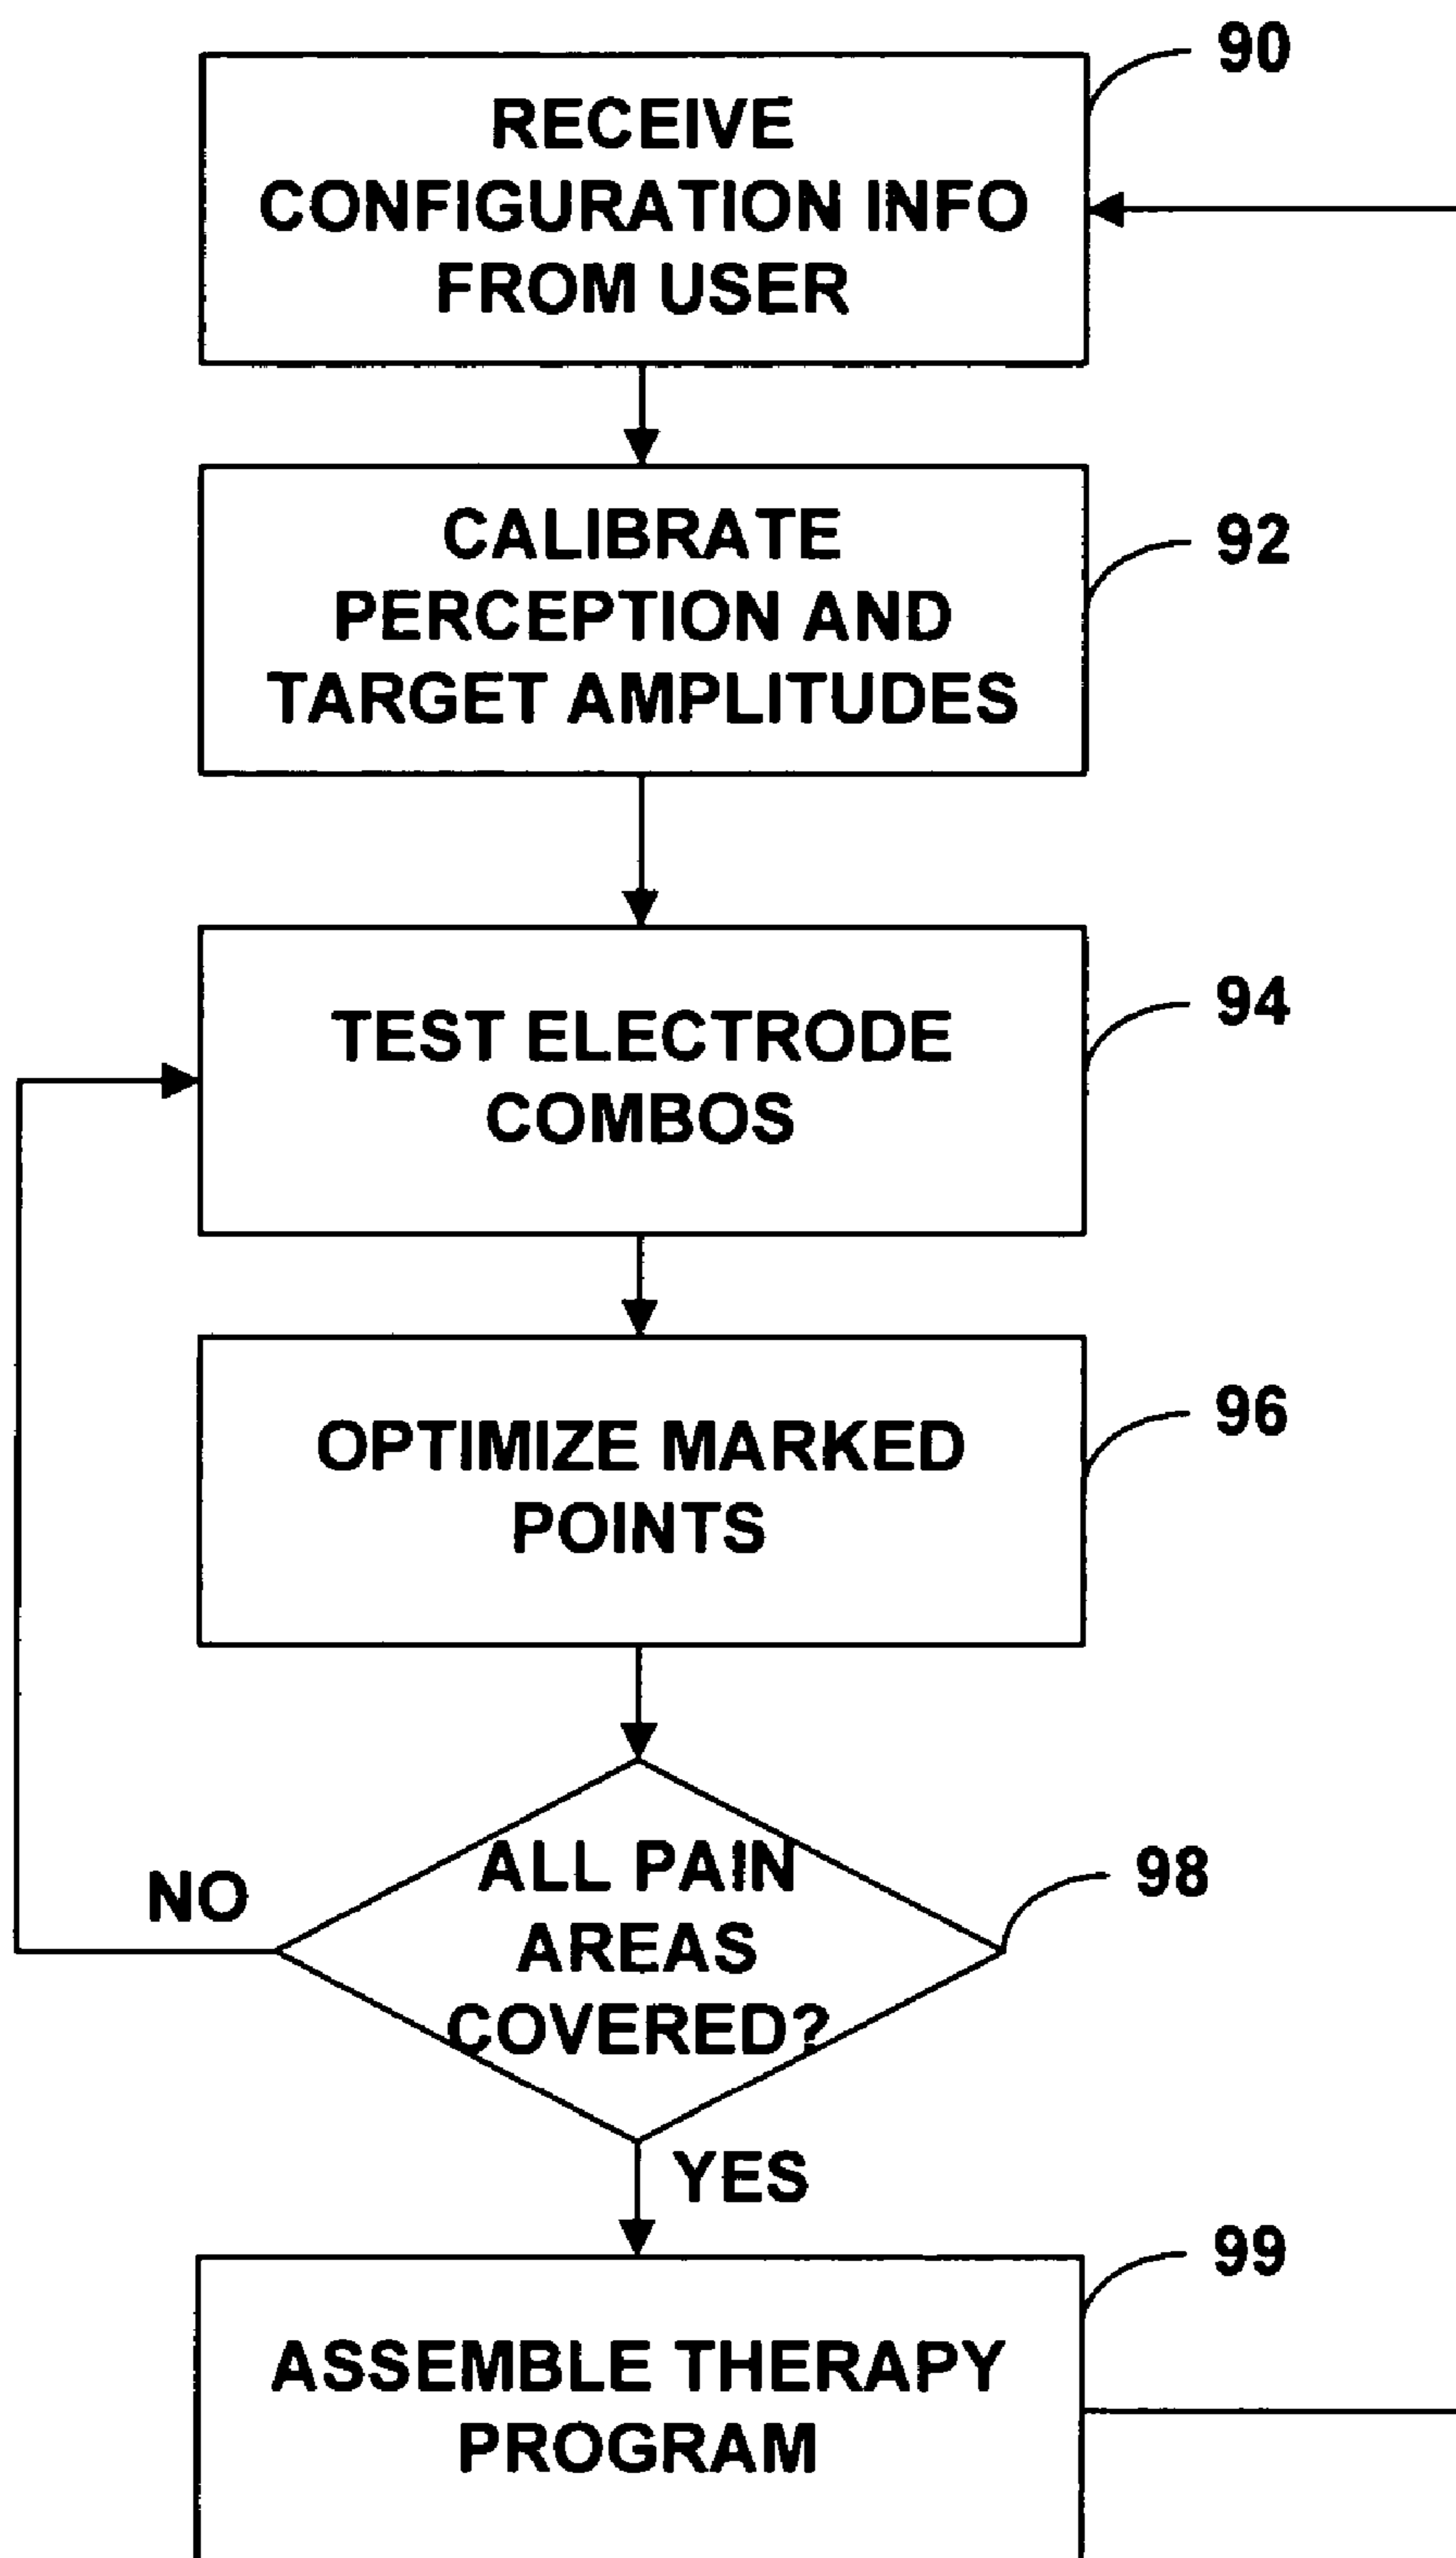 90
RECEIVE
CONFIGURATION INFO
FROM USER
92
CALIBRATE
PERCEPTION AND
TARGET AMPLITUDES
94
TEST ELECTRODE
COMBOS
96
OPTIMIZE MARKED
POINTS
98
ALL PAIN
AREAS
COVERED?
NO
YES
99
ASSEMBLE THERAPY
PROGRAM